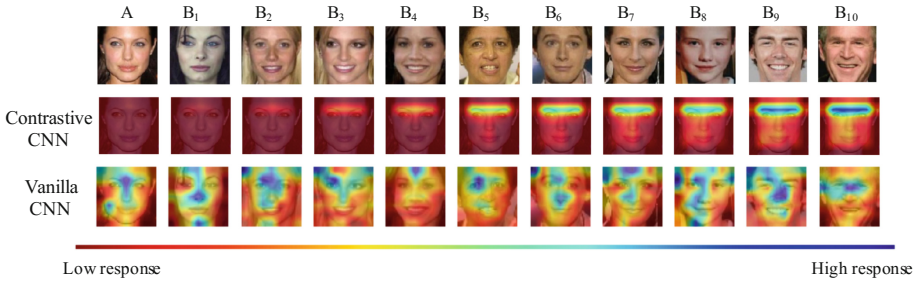 A B₁ B₂ B₃ B₄ B₅ B₆ B₇ B₈ B₉ B₁₀
Contrastive
CNN
Vanilla
CNN
Low response High response